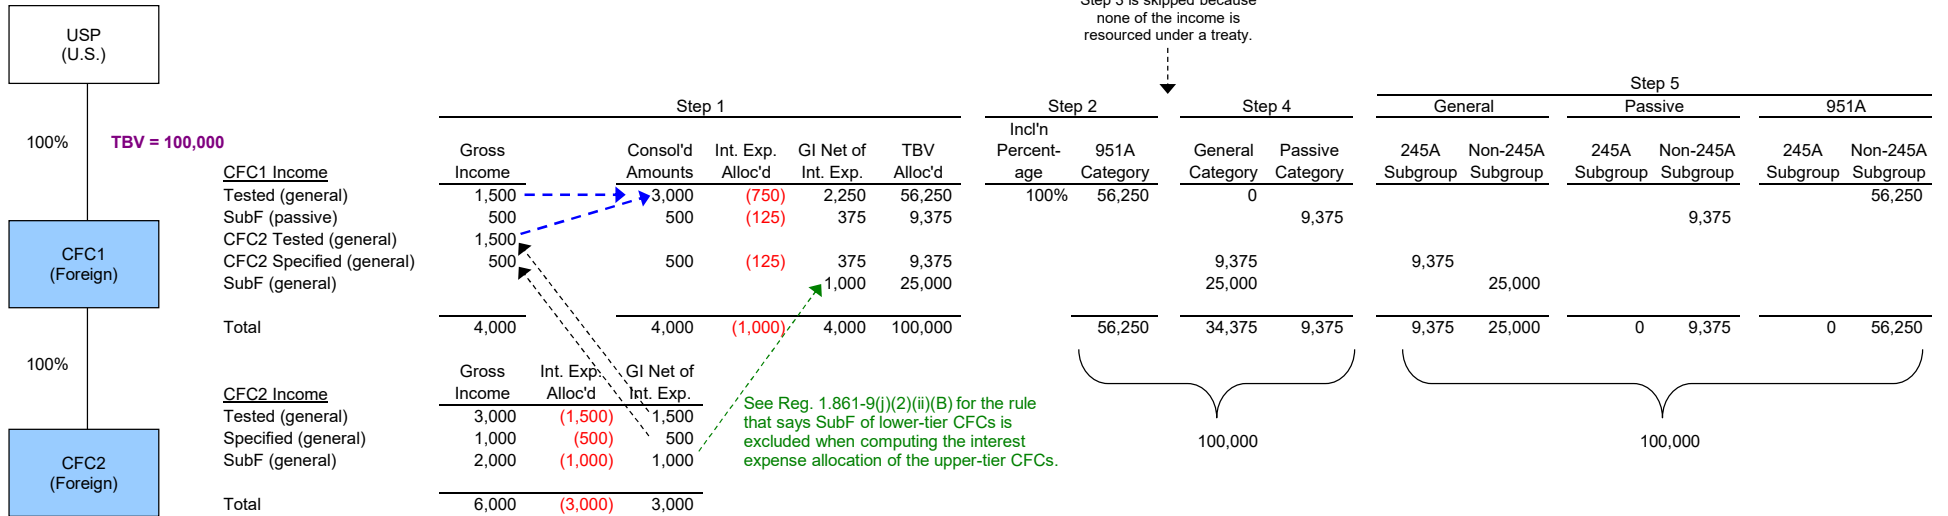 Step 3 is skipped because
none of the income is
resourced under a treaty.
USP
(U.S.)
100%
TBV = 100,000
Step 1
Step 2
Step 4
Step 5
General
Passive
951A
CFC1 Income
Gross
Income
Consol'd
Amounts
Int. Exp.
Alloc'd
GI Net of
Int. Exp.
TBV
Alloc'd
Incl'n
Percent-
age
951A
Category
General
Category
Passive
Category
245A
Subgroup
Non-245A
Subgroup
245A
Subgroup
Non-245A
Subgroup
245A
Subgroup
Non-245A
Subgroup
Tested (general) 1,500 3,000 (750) 2,250 56,250 100% 56,250 0 56,250
SubF (passive) 500 500 (125) 375 9,375 9,375 9,375
CFC2 Tested (general) 1,500
CFC2 Specified (general) 500 500 (125) 375 9,375 9,375 9,375
SubF (general) 1,000 25,000 25,000 25,000
Total 4,000 4,000 (1,000) 4,000 100,000 56,250 34,375 9,375 9,375 25,000 0 9,375 0 56,250
CFC1
(Foreign)
100%
CFC2 Income
Gross
Income
Int. Exp.
Alloc'd
GI Net of
Int. Exp.
Tested (general) 3,000 (1,500) 1,500
Specified (general) 1,000 (500) 500
SubF (general) 2,000 (1,000) 1,000
Total 6,000 (3,000) 3,000
See Reg. 1.861-9(j)(2)(ii)(B) for the rule
that says SubF of lower-tier CFCs is
excluded when computing the interest
expense allocation of the upper-tier CFCs.
100,000
100,000
CFC2
(Foreign)